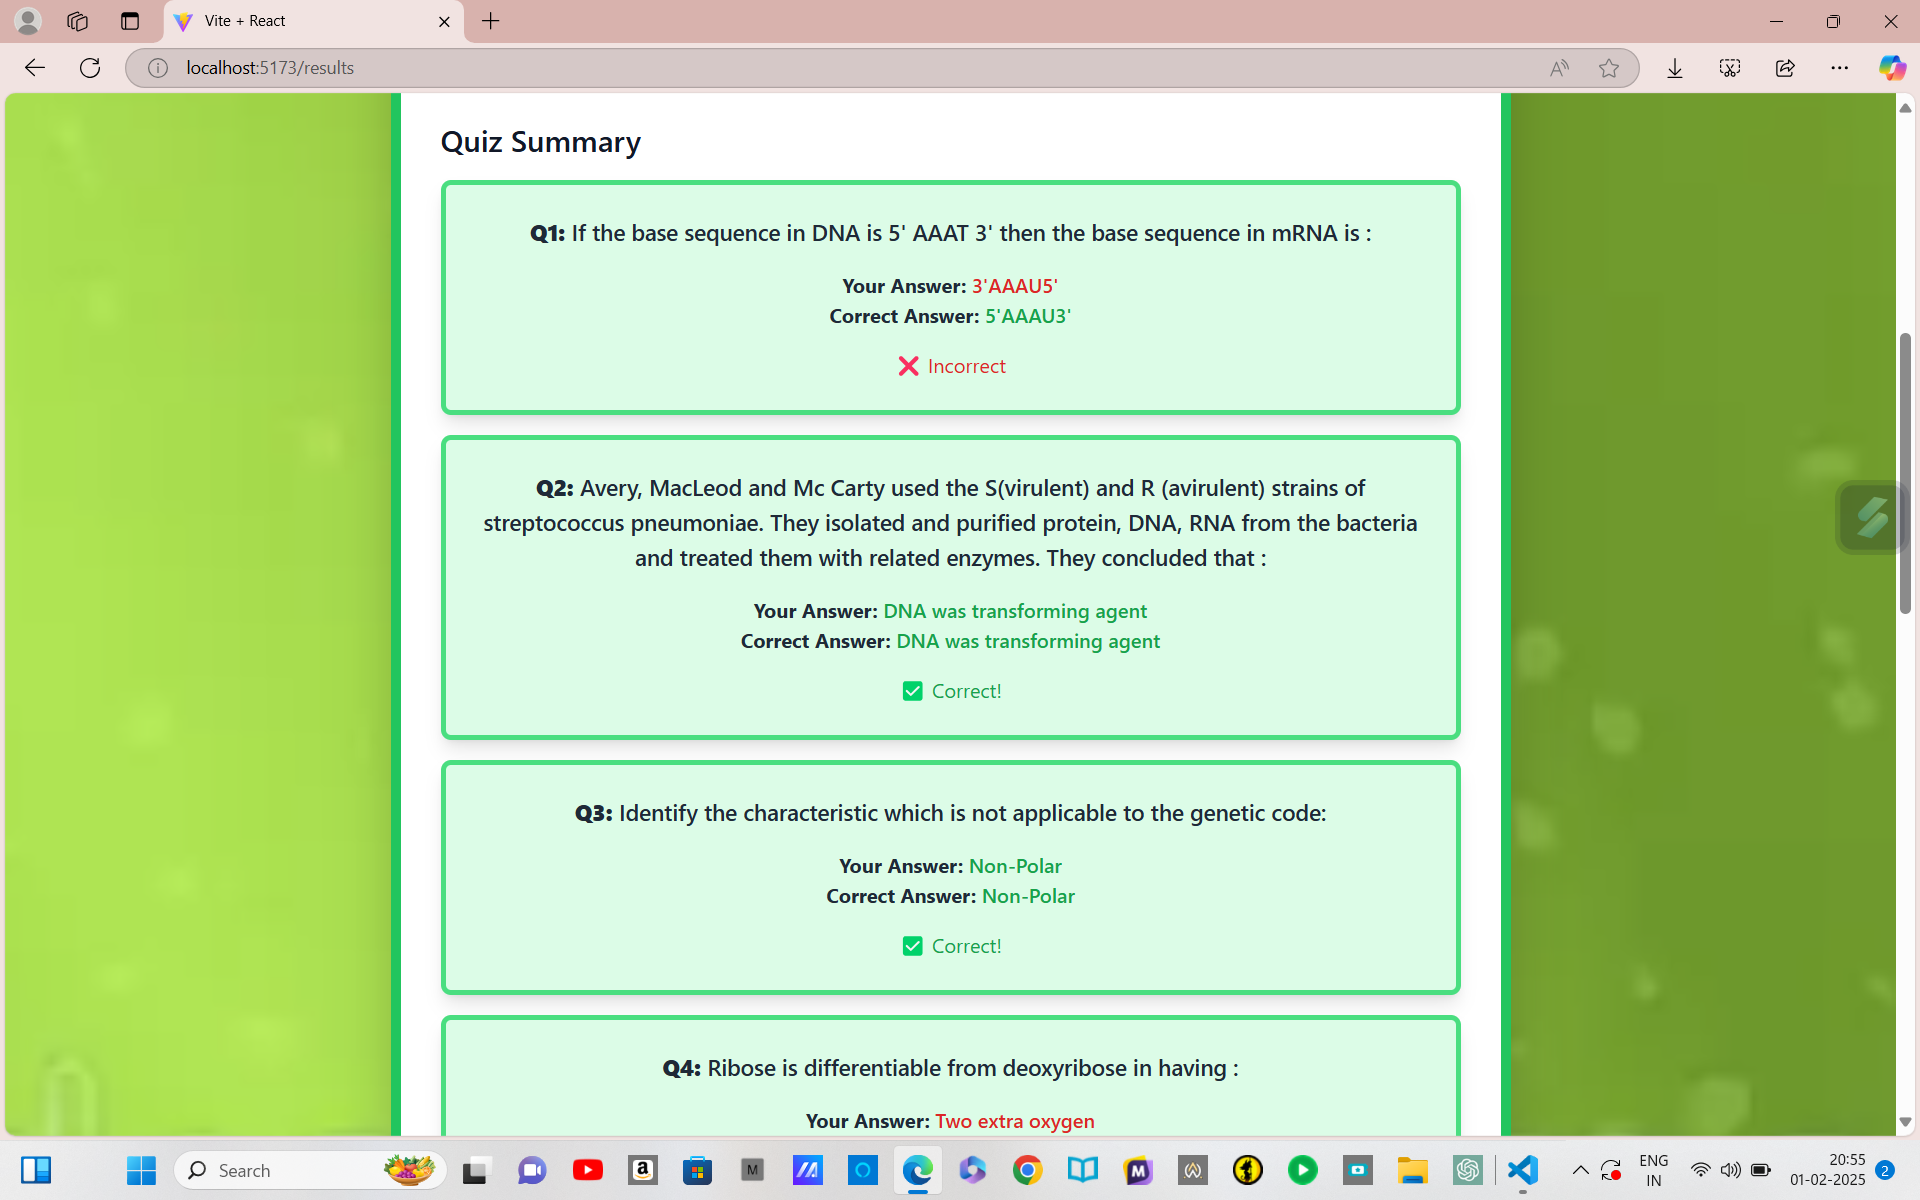 Vite + React
localhost:5173/results
Quiz Summary
Q1: If the base sequence in DNA is 5' AAAT 3' then the base sequence in mRNA is :
Your Answer: 3'AAAU5'
Correct Answer: 5'AAAU3'
❌ Incorrect
Q2: Avery, MacLeod and Mc Carty used the S(virulent) and R (avirulent) strains of
streptococcus pneumoniae. They isolated and purified protein, DNA, RNA from the bacteria
and treated them with related enzymes. They concluded that :
Your Answer: DNA was transforming agent
Correct Answer: DNA was transforming agent
✅ Correct!
Q3: Identify the characteristic which is not applicable to the genetic code:
Your Answer: Non-Polar
Correct Answer: Non-Polar
✅ Correct!
Q4: Ribose is differentiable from deoxyribose in having :
Your Answer: Two extra oxygen
Search
ENG
IN
20:55
01-02-2025
2